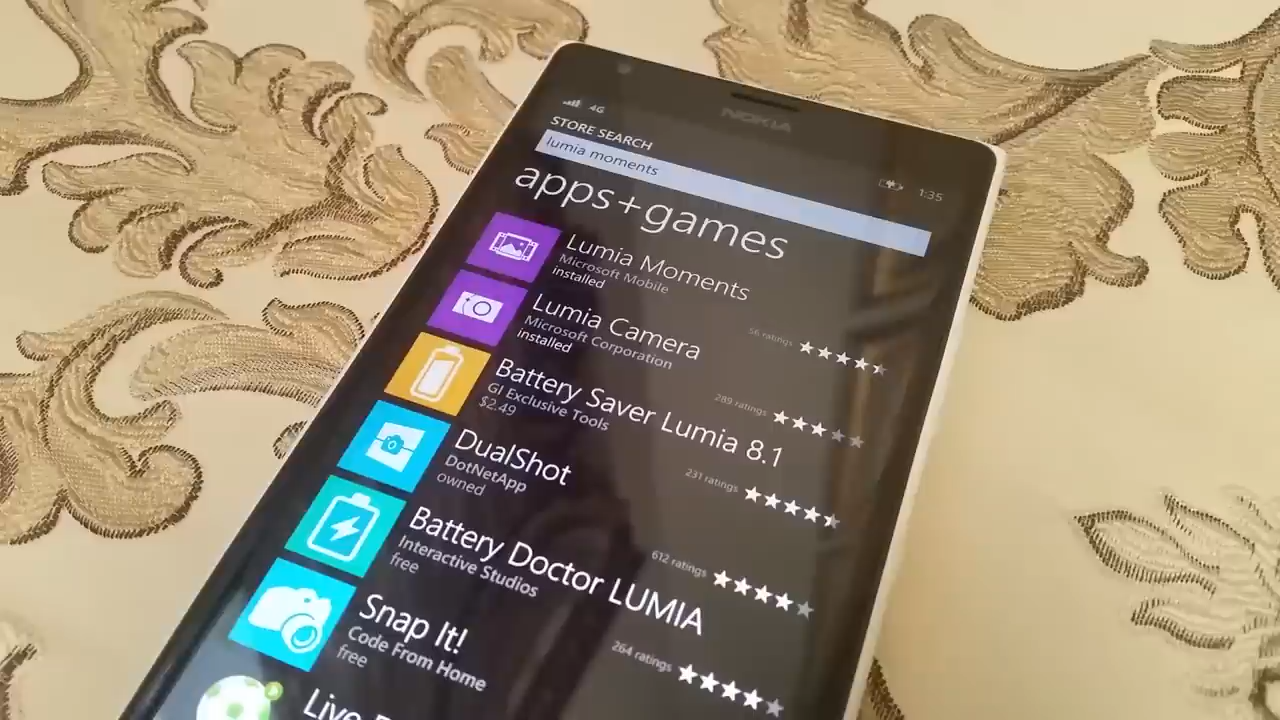 NOKIA
4G
1:35
STORE SEARCH
lumia moments
apps+games
Lumia Moments
Microsoft Mobile
installed
56 ratings
Lumia Camera
Microsoft Corporation
installed
289 ratings
Battery Saver Lumia 8.1
GI Exclusive Tools
$2.49
231 ratings
DualShot
DotNetApp
owned
612 ratings
Battery Doctor LUMIA
Interactive Studios
free
264 ratings
Snap It!
Code From Home
free
Live